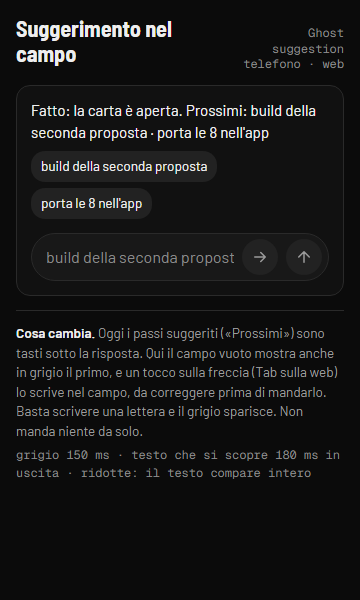 Suggerimento nel
campo
Ghost
suggestion
telefono · web
Fatto: la carta è aperta. Prossimi: build della
seconda proposta · porta le 8 nell'app
build della seconda proposta
porta le 8 nell'app
build della seconda propost
Cosa cambia. Oggi i passi suggeriti («Prossimi») sono
tasti sotto la risposta. Qui il campo vuoto mostra anche
in grigio il primo, e un tocco sulla freccia (Tab sulla web)
lo scrive nel campo, da correggere prima di mandarlo.
Basta scrivere una lettera e il grigio sparisce. Non
manda niente da solo.
grigio 150 ms · testo che si scopre 180 ms in
uscita · ridotte: il testo compare intero